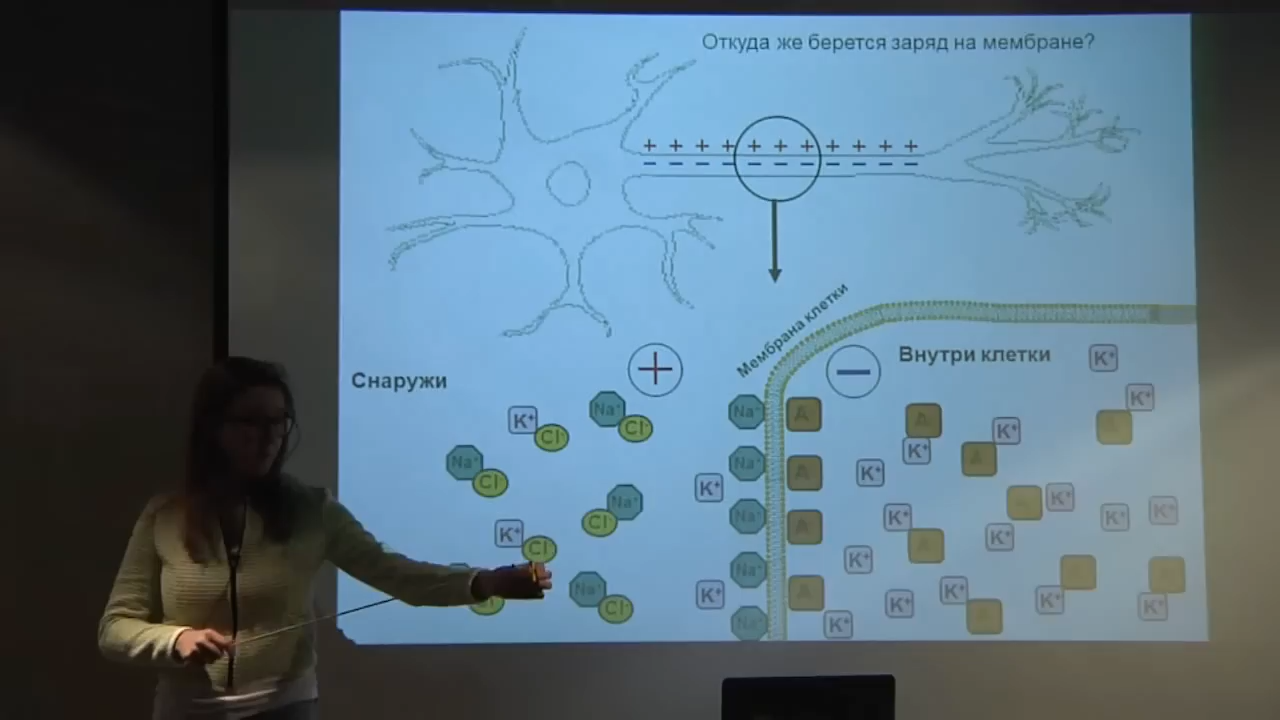 Откуда же берется заряд на мембране?
+ + + + + + + + + + +
− − − − − − − − − − −
Мембрана клетки
Снаружи
+
−
Внутри клетки
K⁺
K⁺
K⁺ Cl⁻
Na⁺ Cl⁻
Na⁺
A
A
K⁺
K⁺
A
Na⁺ Cl⁻
K⁺
Na⁺
A
K⁺
A
K⁺
Cl⁻ Na⁺
Na⁺
A
K⁺
A
K⁺
K⁺
K⁺
K⁺ Cl⁻
K⁺
A
K⁺
Na⁺ Cl⁻
K⁺
Na⁺
A
K⁺
K⁺
A
K⁺
K⁺
Cl⁻
Na⁺
K⁺